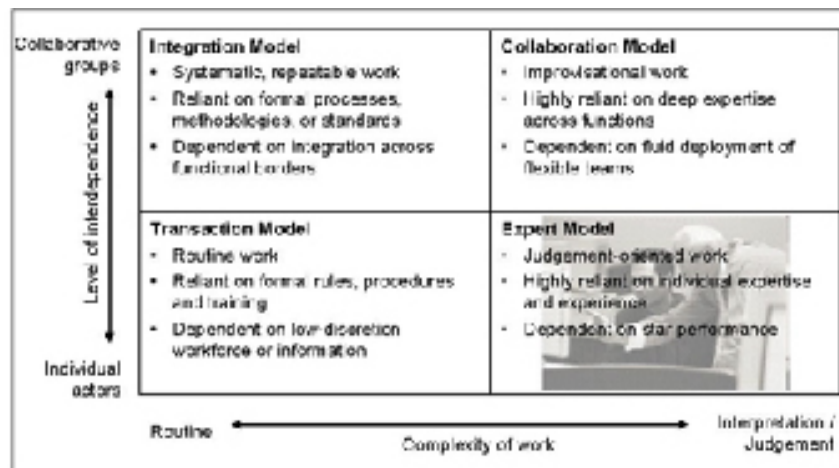 Collaborative
groups
Level of interdependence
Individual
actors
Integration Model
• Systematic, repeatable work
• Reliant on formal processes,
methodologies, or standards
• Dependent on integration across
functional borders
Collaboration Model
• Improvisational work
• Highly reliant on deep expertise
across functions
• Dependent on fluid deployment of
flexible teams
Transaction Model
• Routine work
• Reliant on formal rules, procedures
and training
• Dependent on low-discretion
workforce or information
Expert Model
• Judgement-oriented work
• Highly reliant on individual expertise
and experience
• Dependent on star performance
Routine
Complexity of work
Interpretation /
Judgement